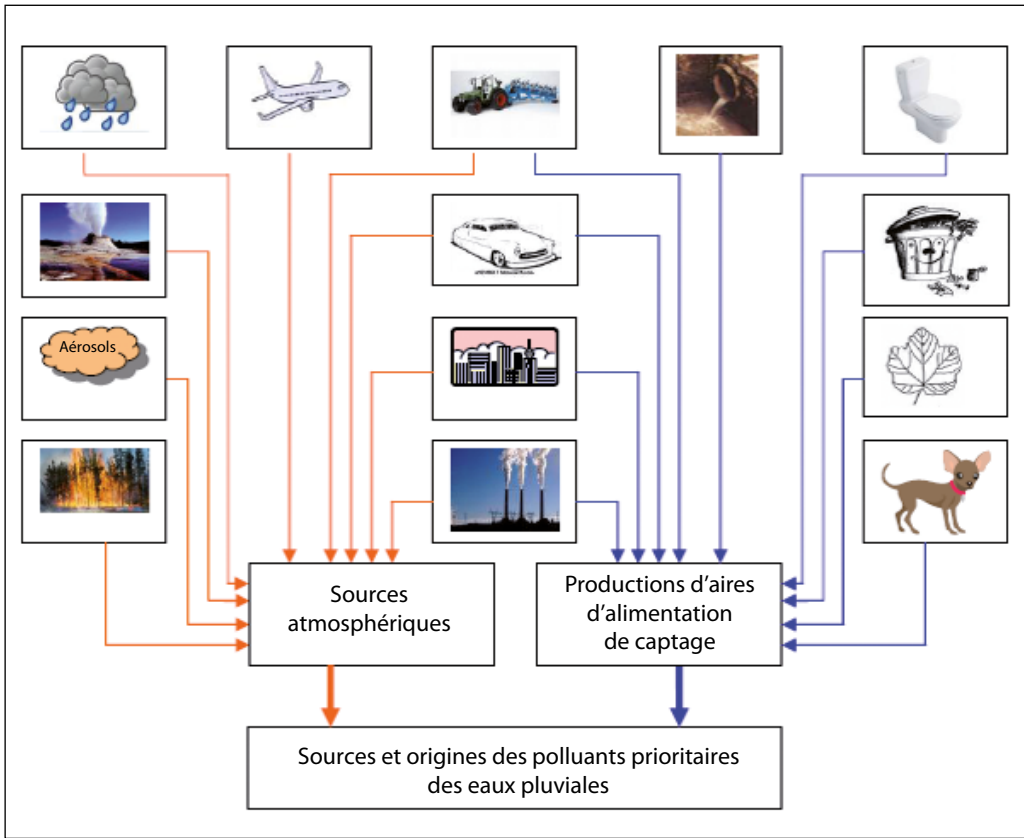 Aérosols
Sources
atmosphériques
Productions d'aires
d'alimentation
de captage
Sources et origines des polluants prioritaires
des eaux pluviales